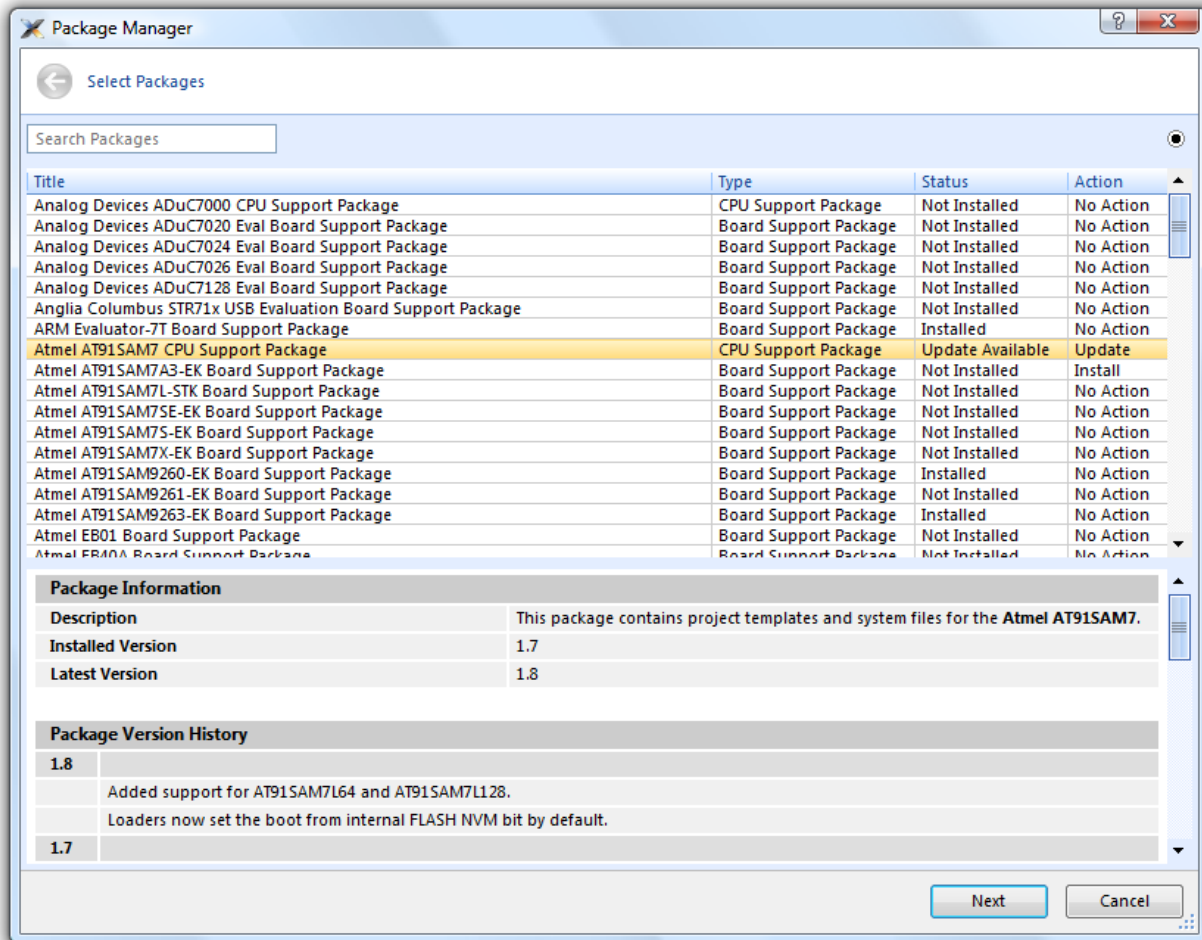 Package Manager
Select Packages
Search Packages
Title Type Status Action
Analog Devices ADuC7000 CPU Support Package CPU Support Package Not Installed No Action
Analog Devices ADuC7020 Eval Board Support Package Board Support Package Not Installed No Action
Analog Devices ADuC7024 Eval Board Support Package Board Support Package Not Installed No Action
Analog Devices ADuC7026 Eval Board Support Package Board Support Package Not Installed No Action
Analog Devices ADuC7128 Eval Board Support Package Board Support Package Not Installed No Action
Anglia Columbus STR71x USB Evaluation Board Support Package Board Support Package Not Installed No Action
ARM Evaluator-7T Board Support Package Board Support Package Installed No Action
Atmel AT91SAM7 CPU Support Package CPU Support Package Update Available Update
Atmel AT91SAM7A3-EK Board Support Package Board Support Package Not Installed Install
Atmel AT91SAM7L-STK Board Support Package Board Support Package Not Installed No Action
Atmel AT91SAM7SE-EK Board Support Package Board Support Package Not Installed No Action
Atmel AT91SAM7S-EK Board Support Package Board Support Package Not Installed No Action
Atmel AT91SAM7X-EK Board Support Package Board Support Package Not Installed No Action
Atmel AT91SAM9260-EK Board Support Package Board Support Package Installed No Action
Atmel AT91SAM9261-EK Board Support Package Board Support Package Not Installed No Action
Atmel AT91SAM9263-EK Board Support Package Board Support Package Installed No Action
Atmel EB01 Board Support Package Board Support Package Not Installed No Action
Atmel EB40A Board Support Package Board Support Package Not Installed No Action
Package Information
Description This package contains project templates and system files for the Atmel AT91SAM7.
Installed Version 1.7
Latest Version 1.8
Package Version History
1.8
Added support for AT91SAM7L64 and AT91SAM7L128.
Loaders now set the boot from internal FLASH NVM bit by default.
1.7
Next Cancel